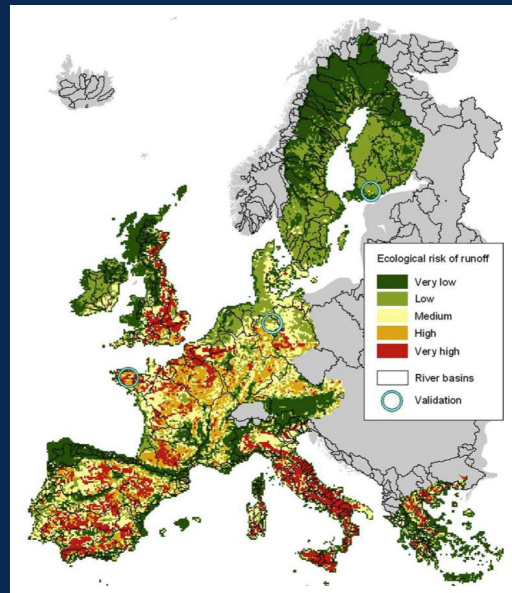 Ecological risk of runoff
Very low
Low
Medium
High
Very high
River basins
Validation